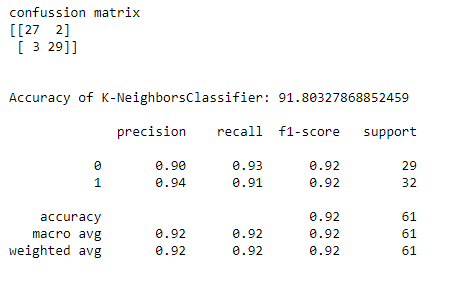 confussion matrix
[[27  2]
 [ 3 29]]
Accuracy of K-NeighborsClassifier: 91.80327868852459
              precision    recall  f1-score   support
           0       0.90      0.93      0.92        29
           1       0.94      0.91      0.92        32
    accuracy                           0.92        61
   macro avg       0.92      0.92      0.92        61
weighted avg       0.92      0.92      0.92        61